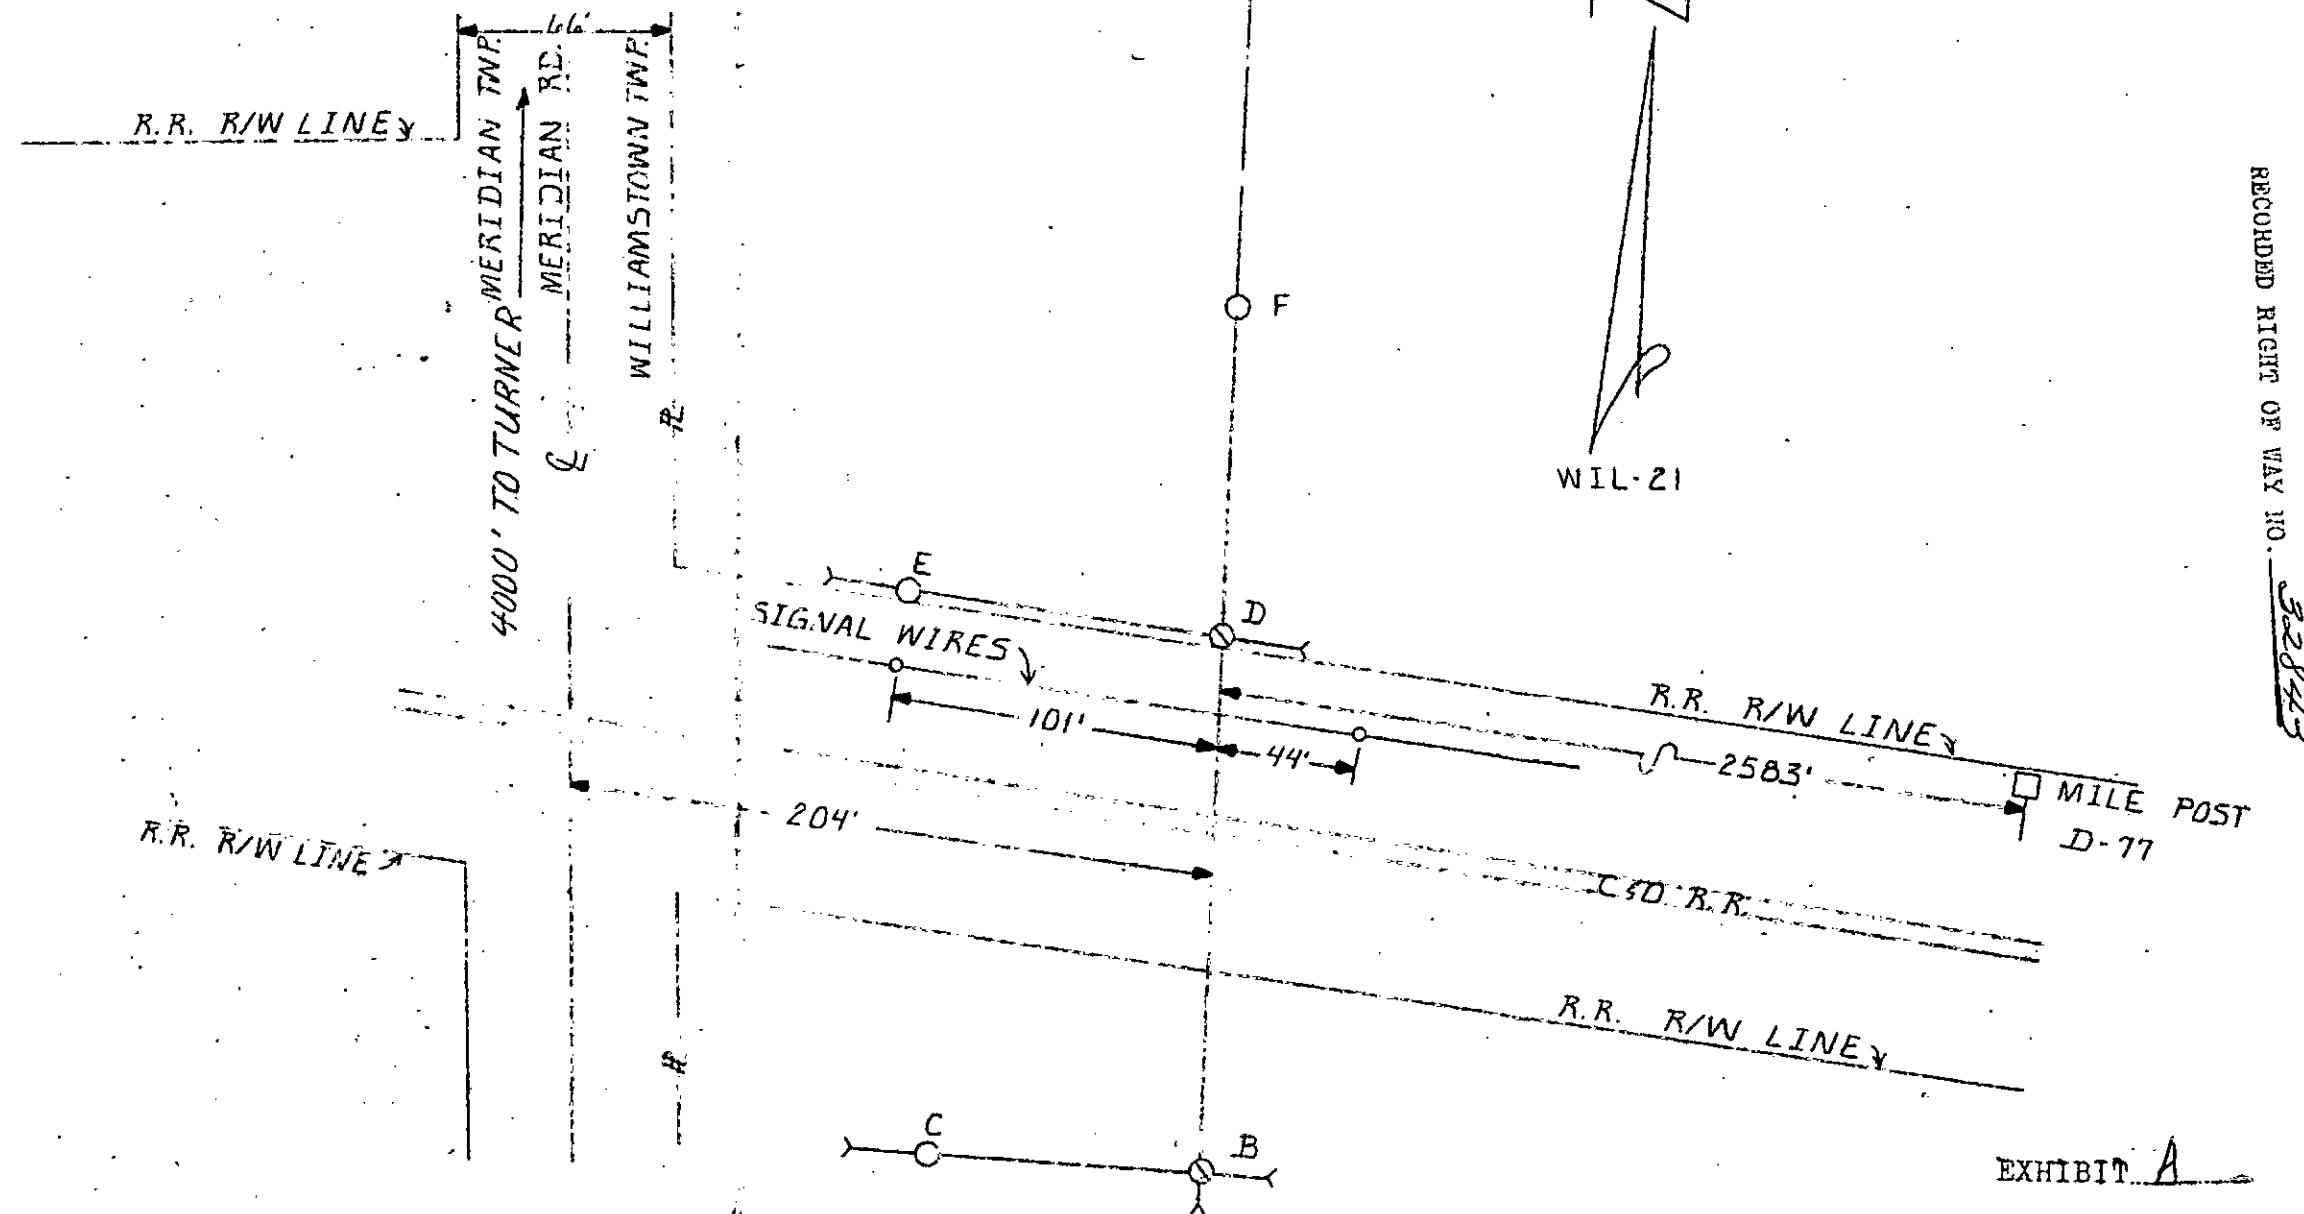 66'
MERIDIAN TWP.
MERIDIAN RD.
WILLIAMSTOWN TWP.
R.R. R/W LINE
4000' TO TURNER
F
WIL-21
RECORDED RIGHT OF WAY NO. 32843
E
D
SIGNAL WIRES
101'
44'
R.R. R/W LINE
2583'
MILE POST
D-77
204'
R.R. R/W LINE
C&O. R.R.
R.R. R/W LINE
C
B
EXHIBIT A